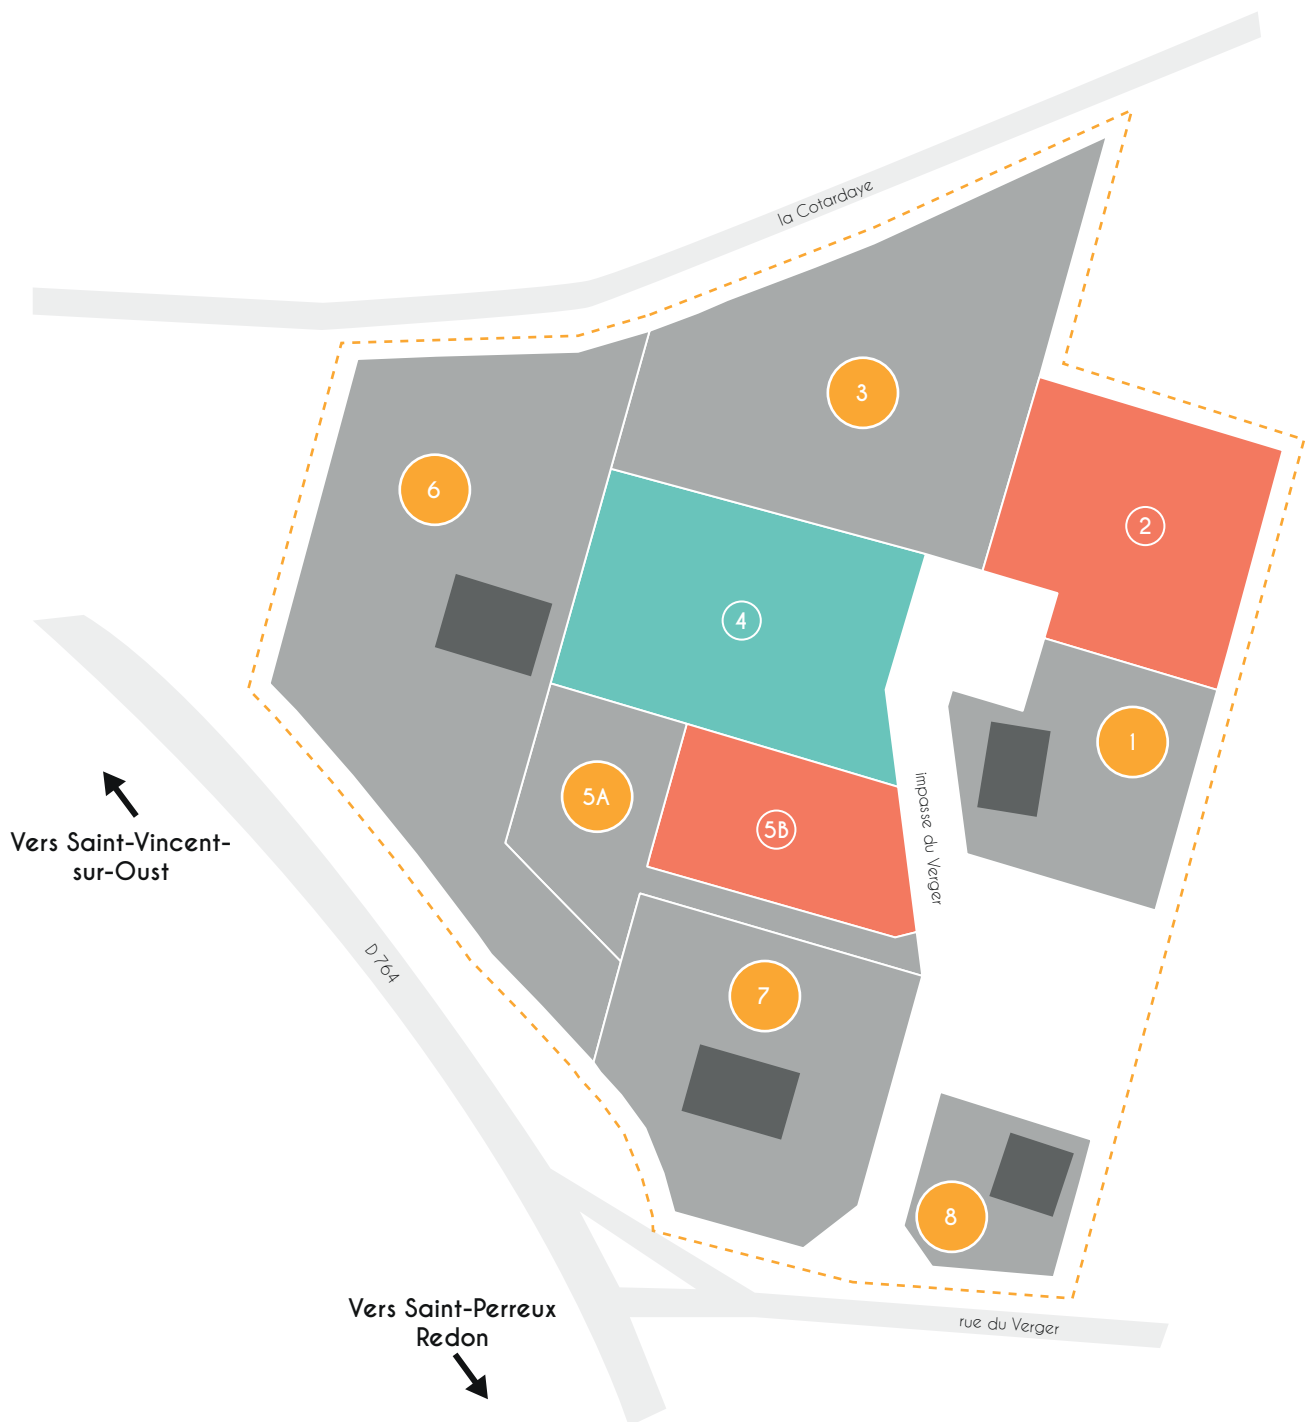 la Cotardaye
3
6
2
4
1
5A
5B
impasse du Verger
Vers Saint-Vincent-
sur-Oust
D 764
7
8
Vers Saint-Perreux
Redon
rue du Verger